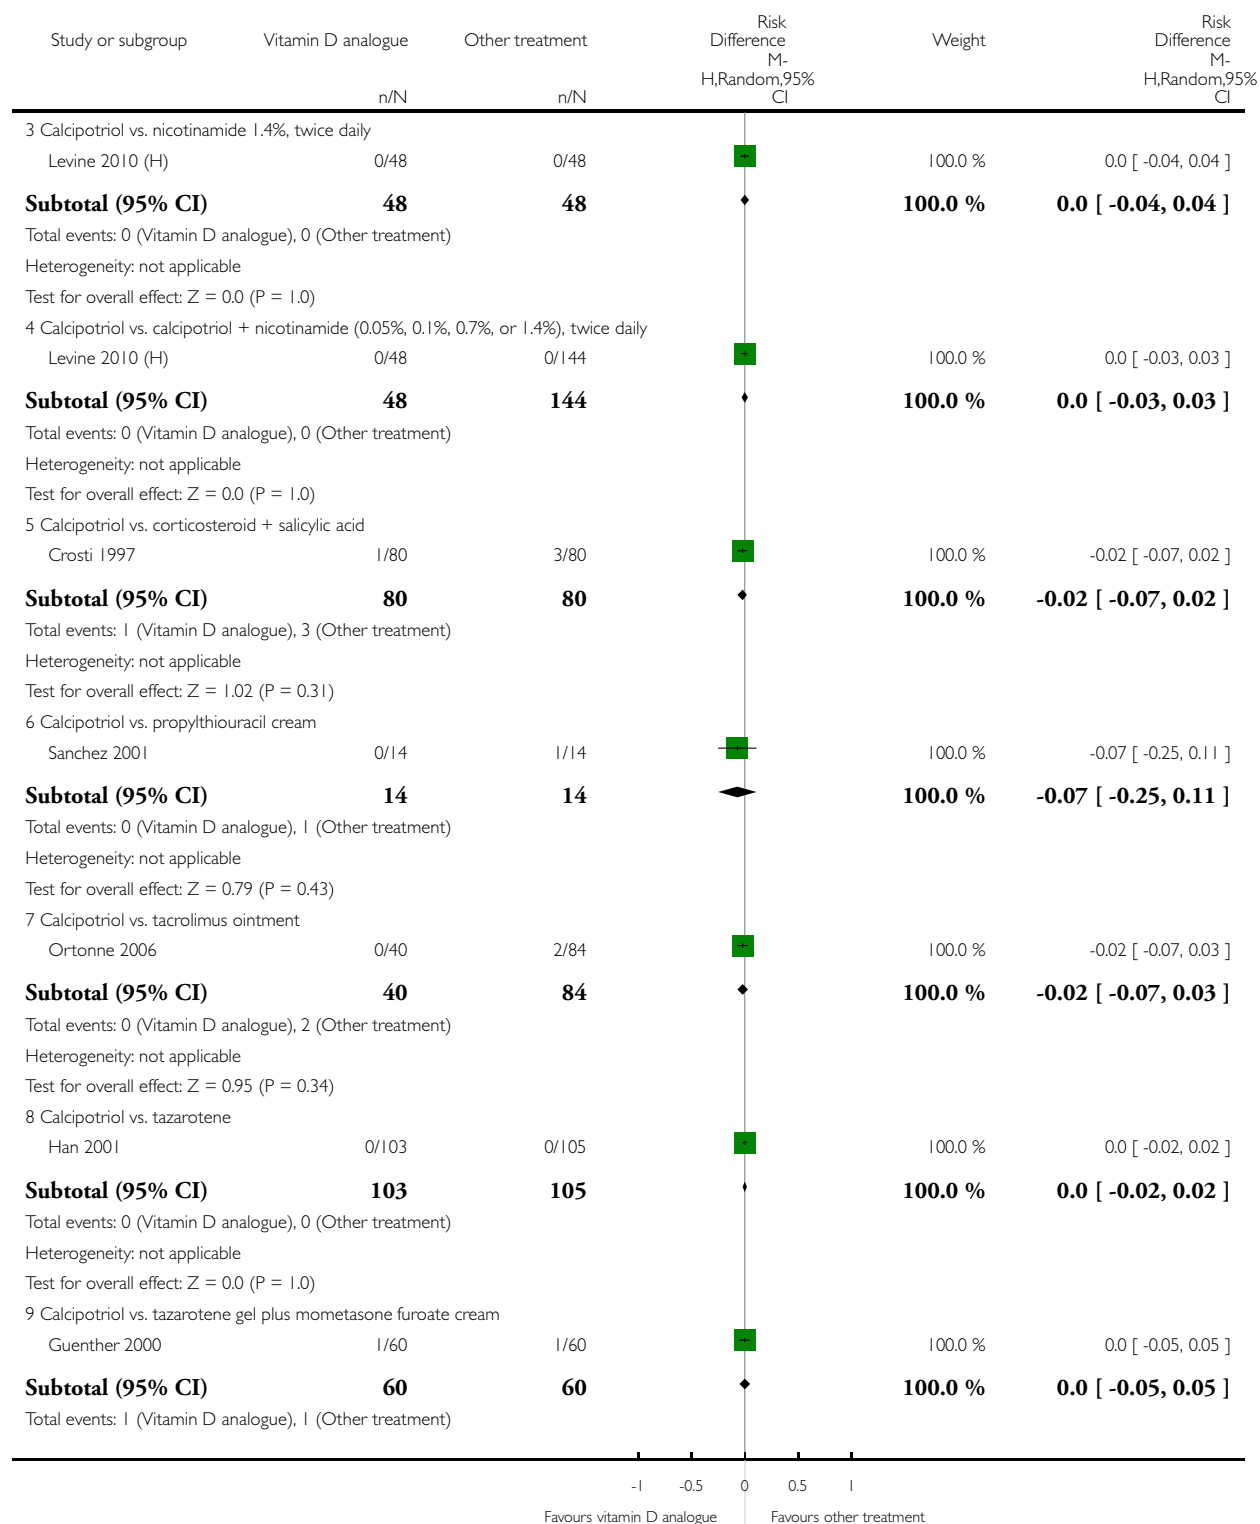 Study or subgroup Vitamin D analogue Other treatment Risk Difference Weight Risk Difference
n/N n/N M-H,Random,95% CI M-H,Random,95% CI
3 Calcipotriol vs. nicotinamide 1.4%, twice daily
Levine 2010 (H) 0/48 0/48 100.0 % 0.0 [ -0.04, 0.04 ]
Subtotal (95% CI) 48 48 100.0 % 0.0 [ -0.04, 0.04 ]
Total events: 0 (Vitamin D analogue), 0 (Other treatment)
Heterogeneity: not applicable
Test for overall effect: Z = 0.0 (P = 1.0)
4 Calcipotriol vs. calcipotriol + nicotinamide (0.05%, 0.1%, 0.7%, or 1.4%), twice daily
Levine 2010 (H) 0/48 0/144 100.0 % 0.0 [ -0.03, 0.03 ]
Subtotal (95% CI) 48 144 100.0 % 0.0 [ -0.03, 0.03 ]
Total events: 0 (Vitamin D analogue), 0 (Other treatment)
Heterogeneity: not applicable
Test for overall effect: Z = 0.0 (P = 1.0)
5 Calcipotriol vs. corticosteroid + salicylic acid
Crosti 1997 1/80 3/80 100.0 % -0.02 [ -0.07, 0.02 ]
Subtotal (95% CI) 80 80 100.0 % -0.02 [ -0.07, 0.02 ]
Total events: 1 (Vitamin D analogue), 3 (Other treatment)
Heterogeneity: not applicable
Test for overall effect: Z = 1.02 (P = 0.31)
6 Calcipotriol vs. propylthiouracil cream
Sanchez 2001 0/14 1/14 100.0 % -0.07 [ -0.25, 0.11 ]
Subtotal (95% CI) 14 14 100.0 % -0.07 [ -0.25, 0.11 ]
Total events: 0 (Vitamin D analogue), 1 (Other treatment)
Heterogeneity: not applicable
Test for overall effect: Z = 0.79 (P = 0.43)
7 Calcipotriol vs. tacrolimus ointment
Ortonne 2006 0/40 2/84 100.0 % -0.02 [ -0.07, 0.03 ]
Subtotal (95% CI) 40 84 100.0 % -0.02 [ -0.07, 0.03 ]
Total events: 0 (Vitamin D analogue), 2 (Other treatment)
Heterogeneity: not applicable
Test for overall effect: Z = 0.95 (P = 0.34)
8 Calcipotriol vs. tazarotene
Han 2001 0/103 0/105 100.0 % 0.0 [ -0.02, 0.02 ]
Subtotal (95% CI) 103 105 100.0 % 0.0 [ -0.02, 0.02 ]
Total events: 0 (Vitamin D analogue), 0 (Other treatment)
Heterogeneity: not applicable
Test for overall effect: Z = 0.0 (P = 1.0)
9 Calcipotriol vs. tazarotene gel plus mometasone furoate cream
Guenther 2000 1/60 1/60 100.0 % 0.0 [ -0.05, 0.05 ]
Subtotal (95% CI) 60 60 100.0 % 0.0 [ -0.05, 0.05 ]
Total events: 1 (Vitamin D analogue), 1 (Other treatment)
-1 -0.5 0 0.5 1
Favours vitamin D analogue Favours other treatment